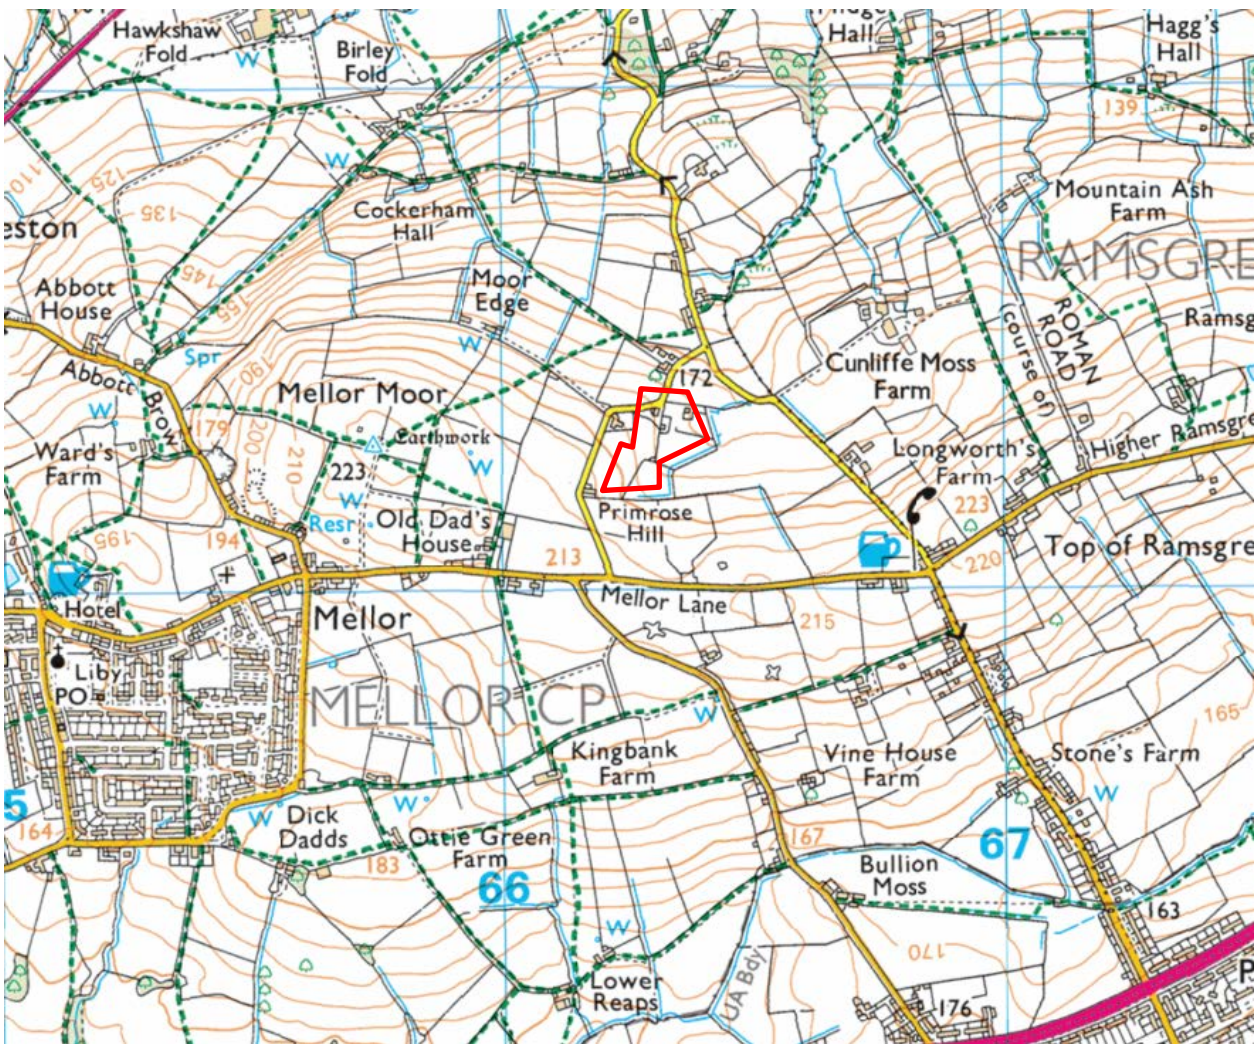 Hawkshaw
Fold
Birley
Fold
Hall
Hagg's
Hall
W
139
110
125
135
W
Cockerham
Hall
Mountain Ash
Farm
eston
145
155
Moor
Edge
RAMSGRE
Abbott
House
Spr
190
W
172
Cunliffe Moss
Farm
ROMAN
ROAD
(course of)
Ramsg
Abbott
Brow
W
Mellor Moor
179
200
210
Earthwork
W
Longworth's
Farm
Higher Ramsgr
Ward's
Farm
223
W
Resr
Old Dad's
House
Primrose
Hill
223
195
194
213
220
Top of Ramsgre
Hotel
Mellor
Mellor Lane
215
Liby
PO
MELLOR CP
W
165
Kingbank
Farm
Vine House
Farm
Stone's Farm
5
164
W
Dick
Dadds
W
183
Ottie Green
Farm
66
167
67
W
Bullion
Moss
163
W
170
Lower
Reaps
UA Bdy
176
P